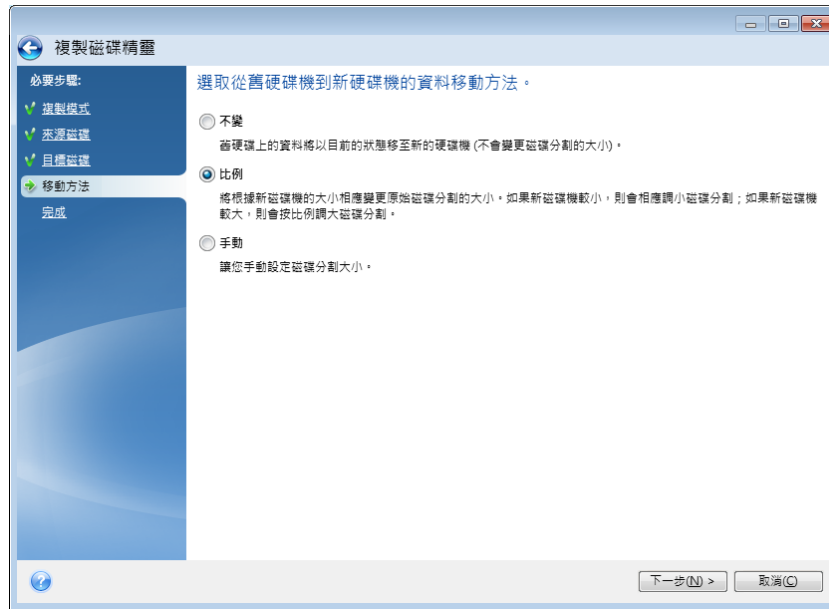 複製磁碟精靈
必要步驟:
複製模式
來源磁碟
目標磁碟
移動方法
完成
選取從舊硬碟機到新硬碟機的資料移動方法。
不變
舊硬碟上的資料將以目前的狀態移至新的硬碟機 (不會變更磁碟分割的大小)。
比例
將根據新磁碟機的大小相應變更原始磁碟分割的大小。如果新磁碟機較小，則會相應調小磁碟分割；如果新磁碟機
較大，則會按比例調大磁碟分割。
手動
讓您手動設定磁碟分割大小。
下一步(N) >
取消(C)